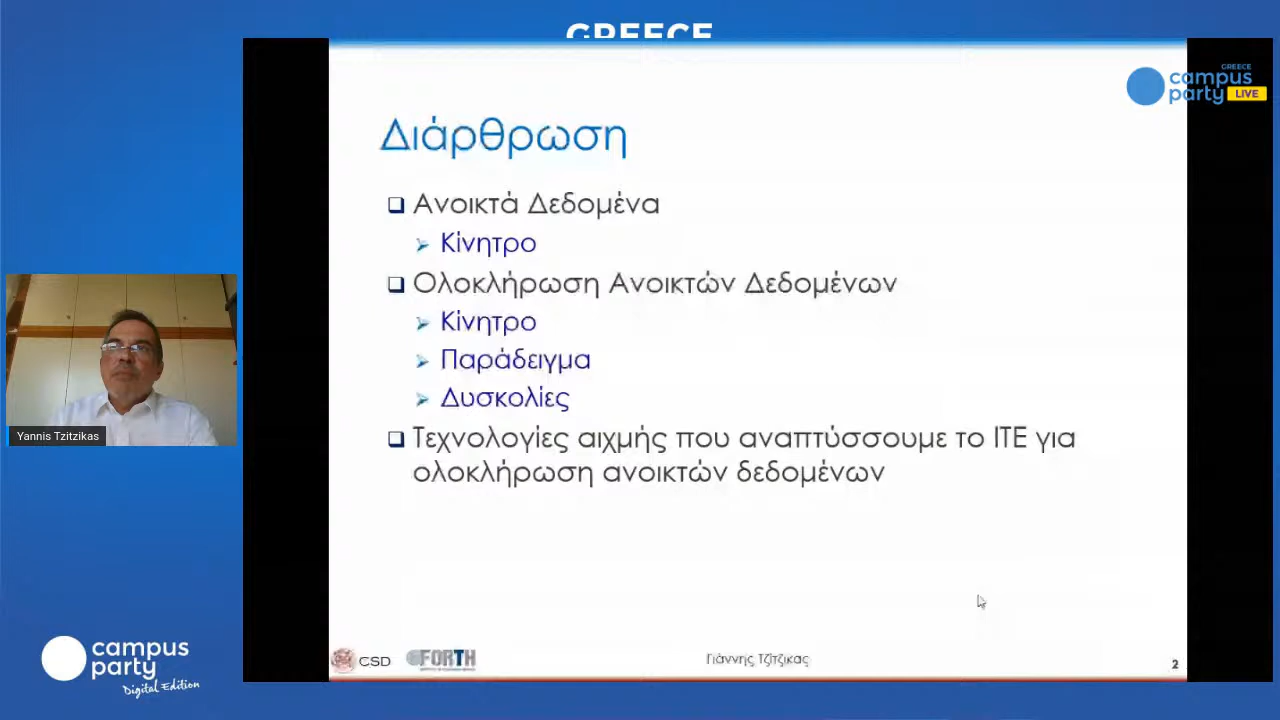 GREECE
GREECE
campus
party LIVE
Διάρθρωση
Ανοικτά Δεδομένα
Κίνητρο
Ολοκλήρωση Ανοικτών Δεδομένων
Κίνητρο
Παράδειγμα
Δυσκολίες
Τεχνολογίες αιχμής που αναπτύσσουμε το ΙΤΕ για
ολοκλήρωση ανοικτών δεδομένων
Yannis Tzitzikas
campus
party
Digital Edition
CSD
FORTH
Γιάννης Τζίτζικας
2